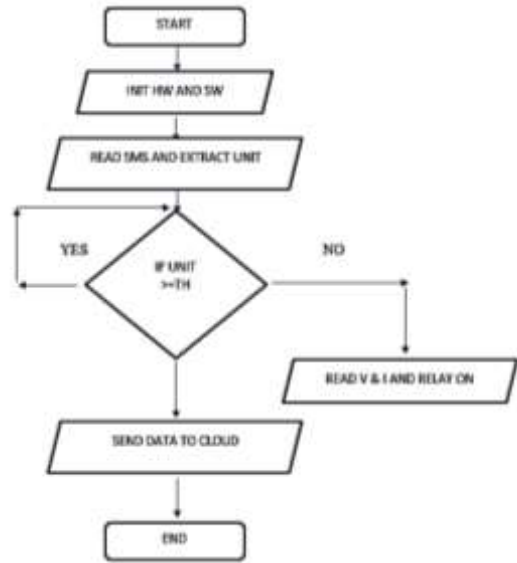 START
INIT HW AND SW
READ SMS AND EXTRACT UNIT
YES
NO
IF UNIT
>=TH
READ V & I AND RELAY ON
SEND DATA TO CLOUD
END